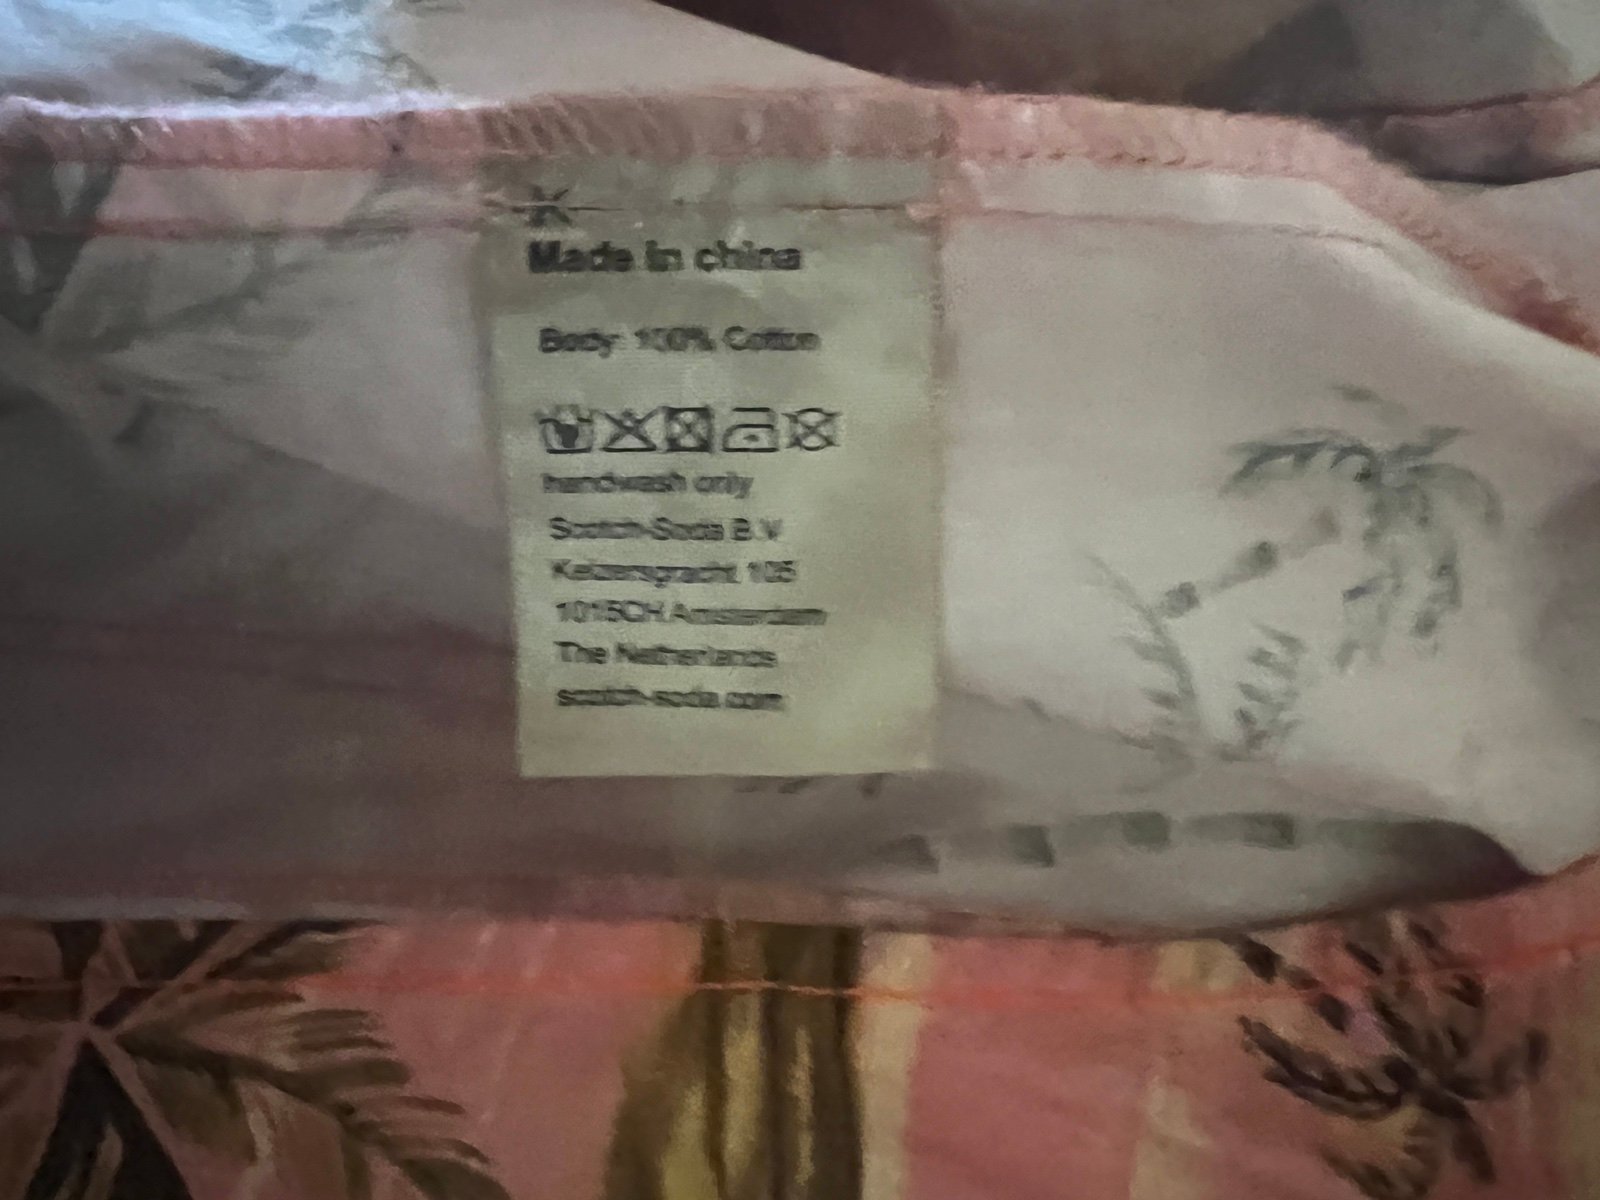 Made in china
Body: 100% Cotton
handwash only
Scotch-Soda B.V
Keizersgracht 105
1015CH Amsterdam
The Netherlands
scotch-soda.com